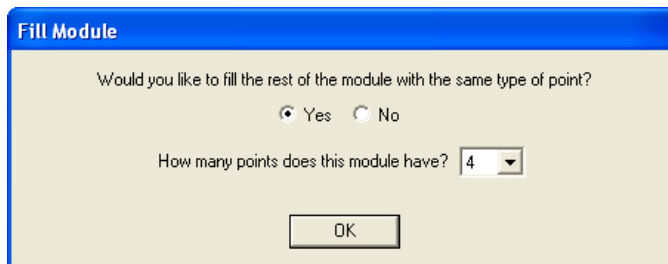 Fill Module
Would you like to fill the rest of the module with the same type of point?
Yes No
How many points does this module have? 4
OK